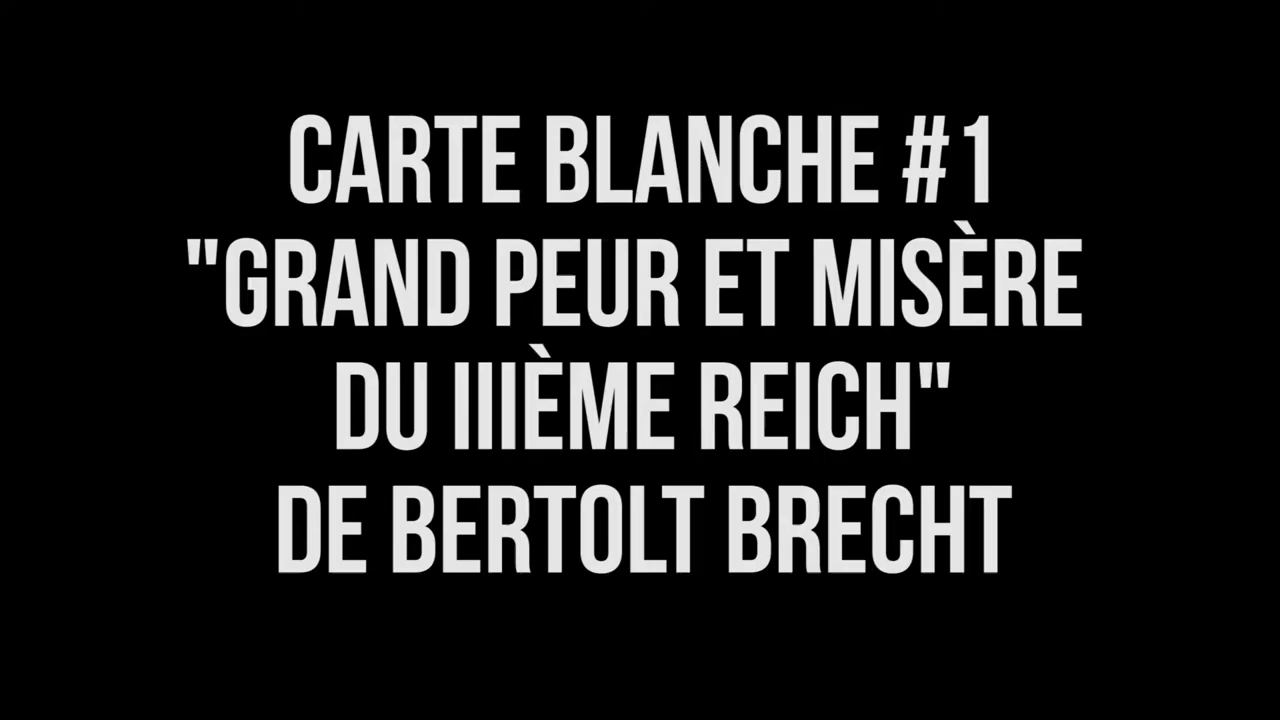 CARTE BLANCHE #1
"GRAND PEUR ET MISÈRE
DU IIIÈME REICH"
DE BERTOLT BRECHT